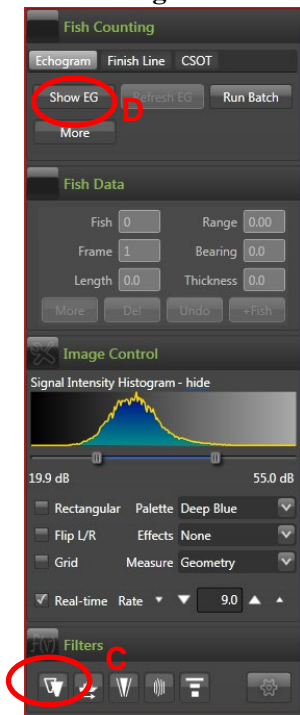 Fish Counting
Echogram Finish Line CSOT
Show EG Refresh EG Run Batch
D
More
Fish Data
Fish 0 Range 0.00
Frame 1 Bearing 0.0
Length 0.0 Thickness 0.0
More Del Undo +Fish
Image Control
Signal Intensity Histogram - hide
19.9 dB 55.0 dB
Rectangular Palette Deep Blue
Flip L/R Effects None
Grid Measure Geometry
Real-time Rate 9.0
f(x) Filters
C